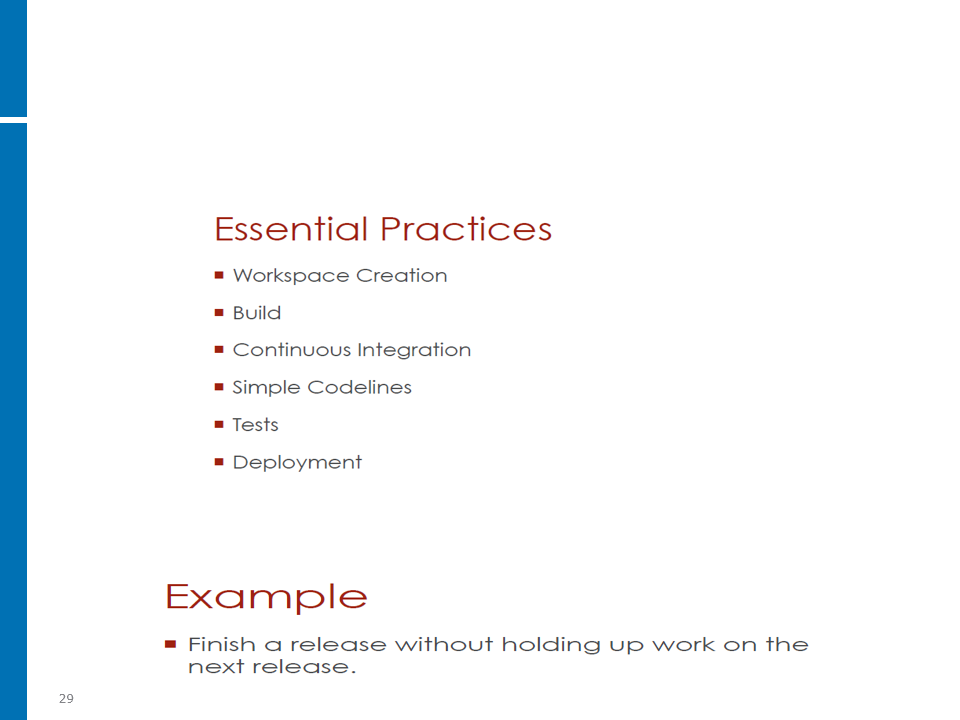 Essential Practices
▪ Workspace Creation
▪ Build
▪ Continuous Integration
▪ Simple Codelines
▪ Tests
▪ Deployment
Example
▪ Finish a release without holding up work on the
next release.
29